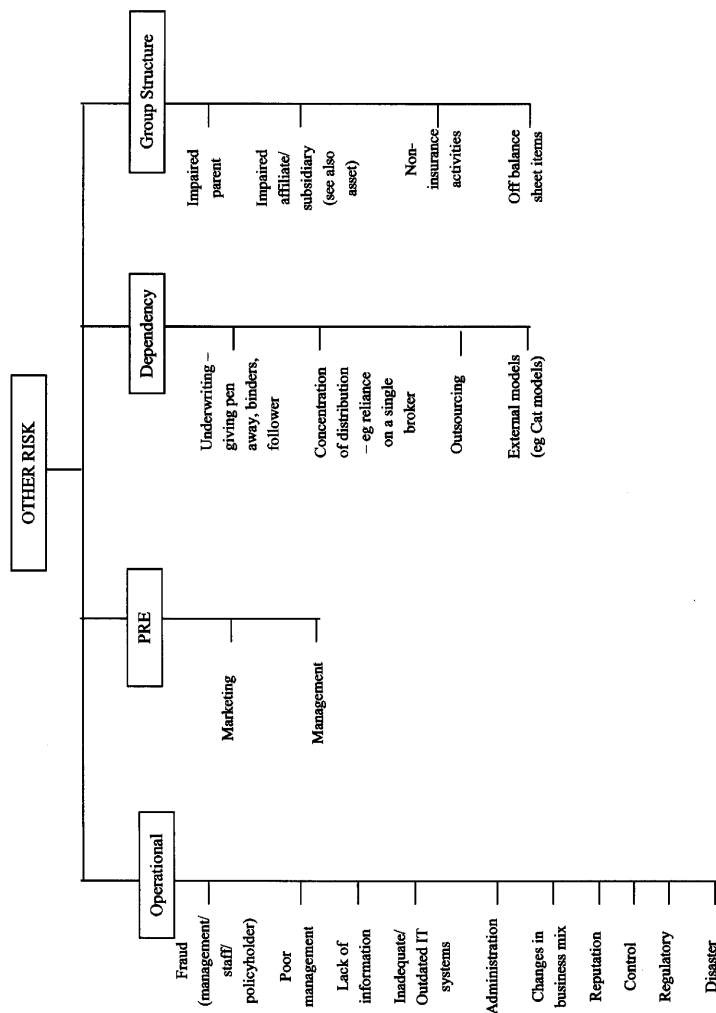 OTHER RISK
Operational
Fraud
(management/
staff/
policyholder)
Poor
management
Lack of
information
Inadequate/
Outdated IT
systems
Administration
Changes in
business mix
Reputation
Control
Regulatory
Disaster
PRE
Marketing
Management
Dependency
Underwriting –
giving pen
away, binders,
follower
Concentration
of distribution
– eg reliance
on a single
broker
Outsourcing
External models
(eg Cat models)
Group Structure
Impaired
parent
Impaired
affiliate/
subsidiary
(see also
asset)
Non-
insurance
activities
Off balance
sheet items